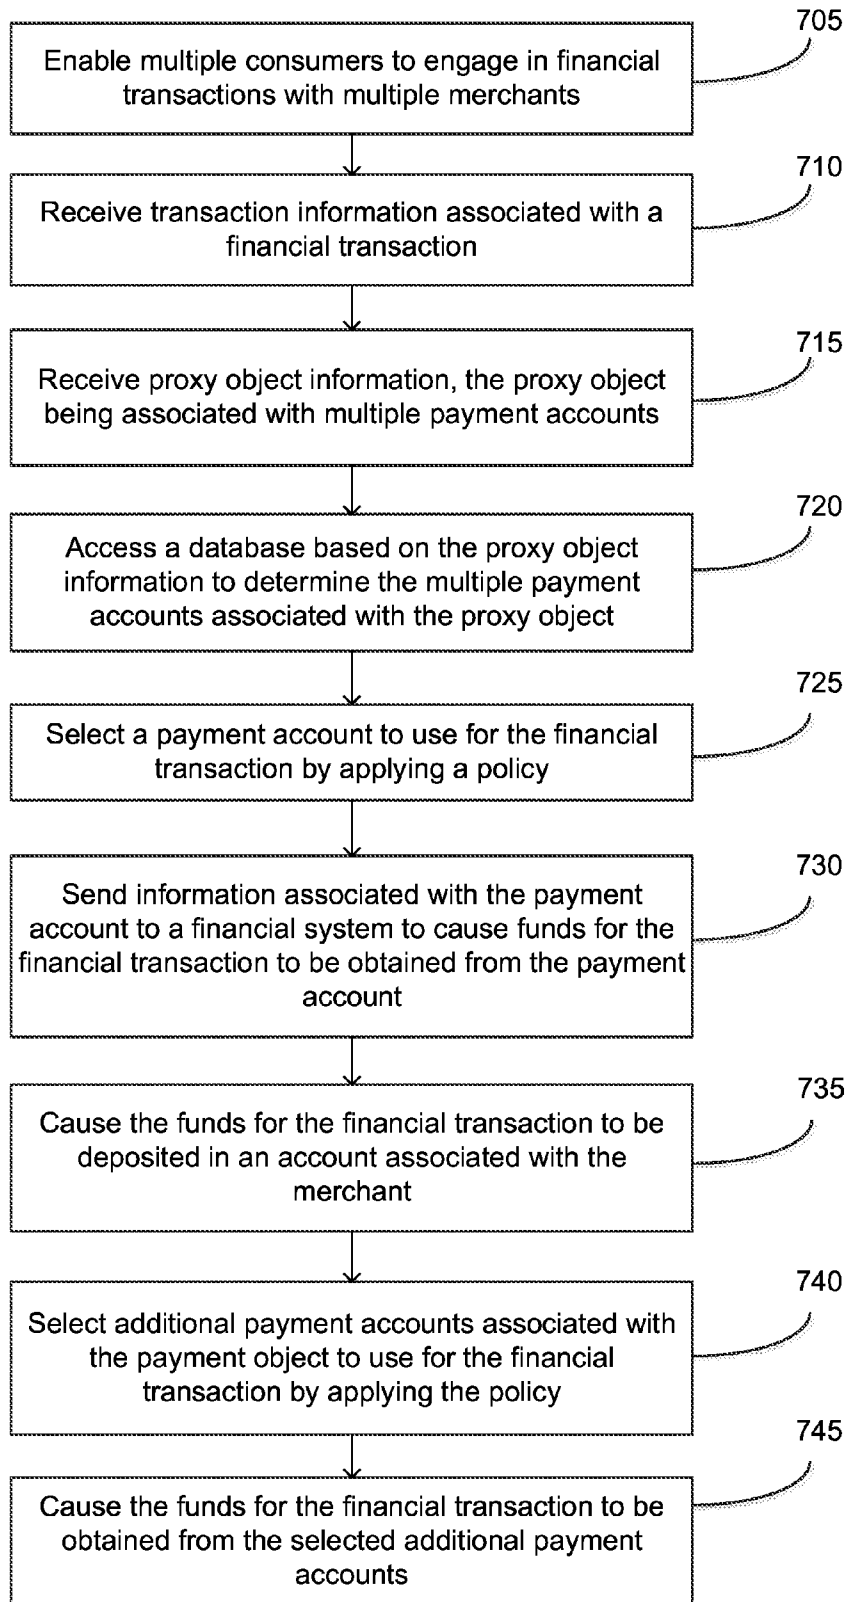 705
Enable multiple consumers to engage in financial
transactions with multiple merchants
710
Receive transaction information associated with a
financial transaction
715
Receive proxy object information, the proxy object
being associated with multiple payment accounts
720
Access a database based on the proxy object
information to determine the multiple payment
accounts associated with the proxy object
725
Select a payment account to use for the financial
transaction by applying a policy
730
Send information associated with the payment
account to a financial system to cause funds for the
financial transaction to be obtained from the payment
account
735
Cause the funds for the financial transaction to be
deposited in an account associated with the
merchant
740
Select additional payment accounts associated with
the payment object to use for the financial
transaction by applying the policy
745
Cause the funds for the financial transaction to be
obtained from the selected additional payment
accounts